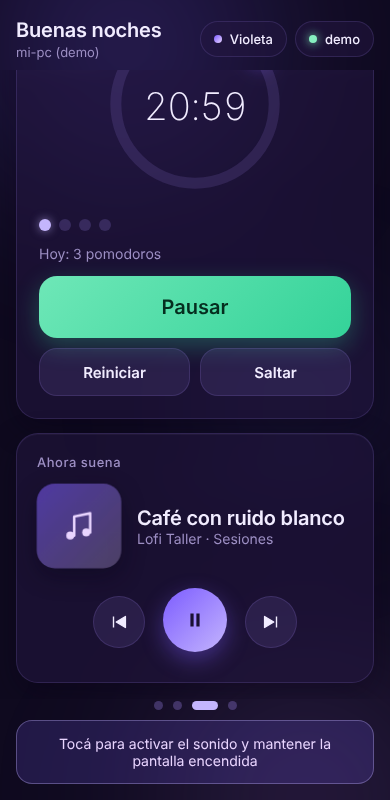 Buenas noches
mi-pc (demo)
Violeta
demo
20:59
Hoy: 3 pomodoros
Pausar
Reiniciar
Saltar
Ahora suena
Café con ruido blanco
Lofi Taller · Sesiones
Tocá para activar el sonido y mantener la
pantalla encendida